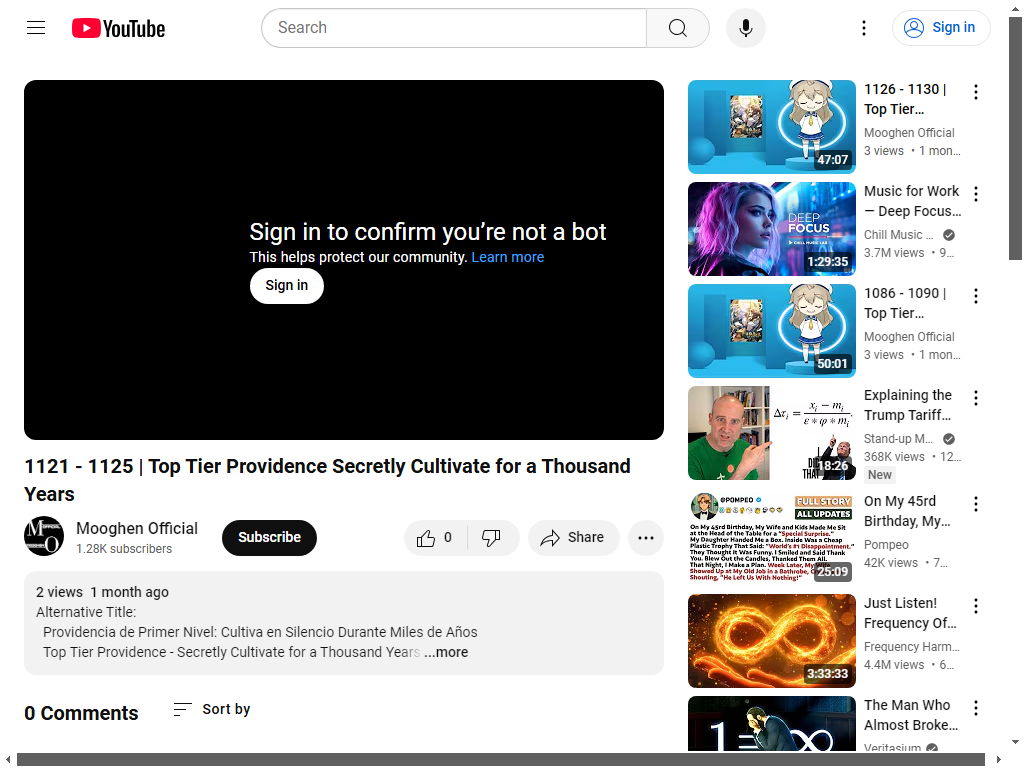 YouTube
Search
Sign in
Sign in to confirm you’re not a bot
This helps protect our community. Learn more
Sign in
1121 - 1125 | Top Tier Providence Secretly Cultivate for a Thousand
Years
Mooghen Official
1.28K subscribers
Subscribe
0
Share
2 views 1 month ago
Alternative Title:
Providencia de Primer Nivel: Cultiva en Silencio Durante Miles de Años
Top Tier Providence - Secretly Cultivate for a Thousand Years ...more
0 Comments
Sort by
47:07
1126 - 1130 |
Top Tier…
Mooghen Official
3 views • 1 mon…
DEEP
FOCUS
CHILL MUSIC LAB
1:29:35
Music for Work
— Deep Focus…
Chill Music …
3.7M views • 9…
50:01
1086 - 1090 |
Top Tier…
Mooghen Official
3 views • 1 mon…
18:26
Explaining the
Trump Tariff…
Stand-up M…
368K views • 12…
New
@POMPEO
FULL STORY
ALL UPDATES
On My 45rd Birthday, My Wife and Kids Made Me Sit
at the Head of the Table for a "Special Surprise."
My Daughter Handed Me a Box. Inside Was a Cheap
Plastic Trophy That Said: "World's #1 Disappointment."
They Thought It Was Funny. I Smiled and Said Thank
You. Blew Out the Candles, Thanked Them All.
That Night, I Make a Plan. Week Later, My Wife
Showed Up at My Old Job in a Bathrobe,
Shouting, "He Left Us With Nothing!"
25:09
On My 45rd
Birthday, My…
Pompeo
42K views • 7…
3:33:33
Just Listen!
Frequency Of…
Frequency Harm…
4.4M views • 6…
1 = ∞
The Man Who
Almost Broke…
Veritasium